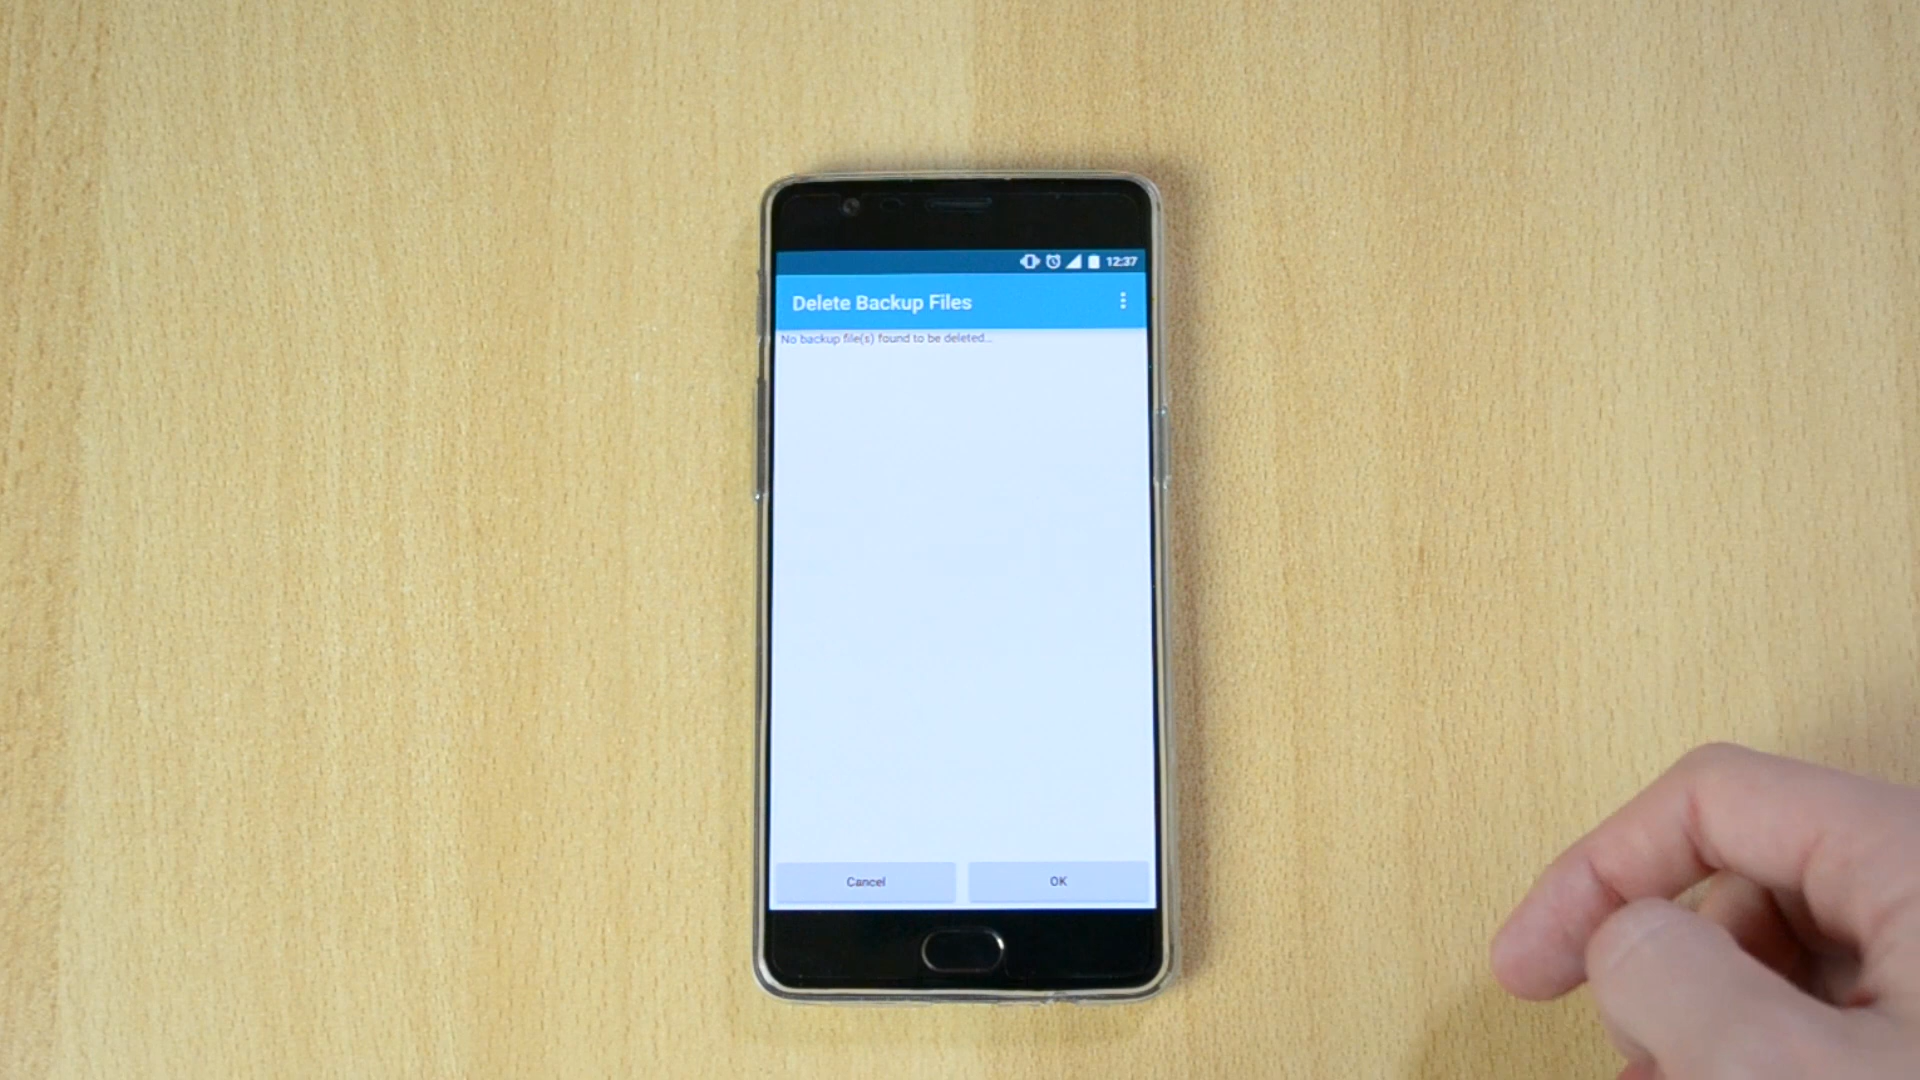 12:37
Delete Backup Files
No backup file(s) found to be deleted...
Cancel
OK